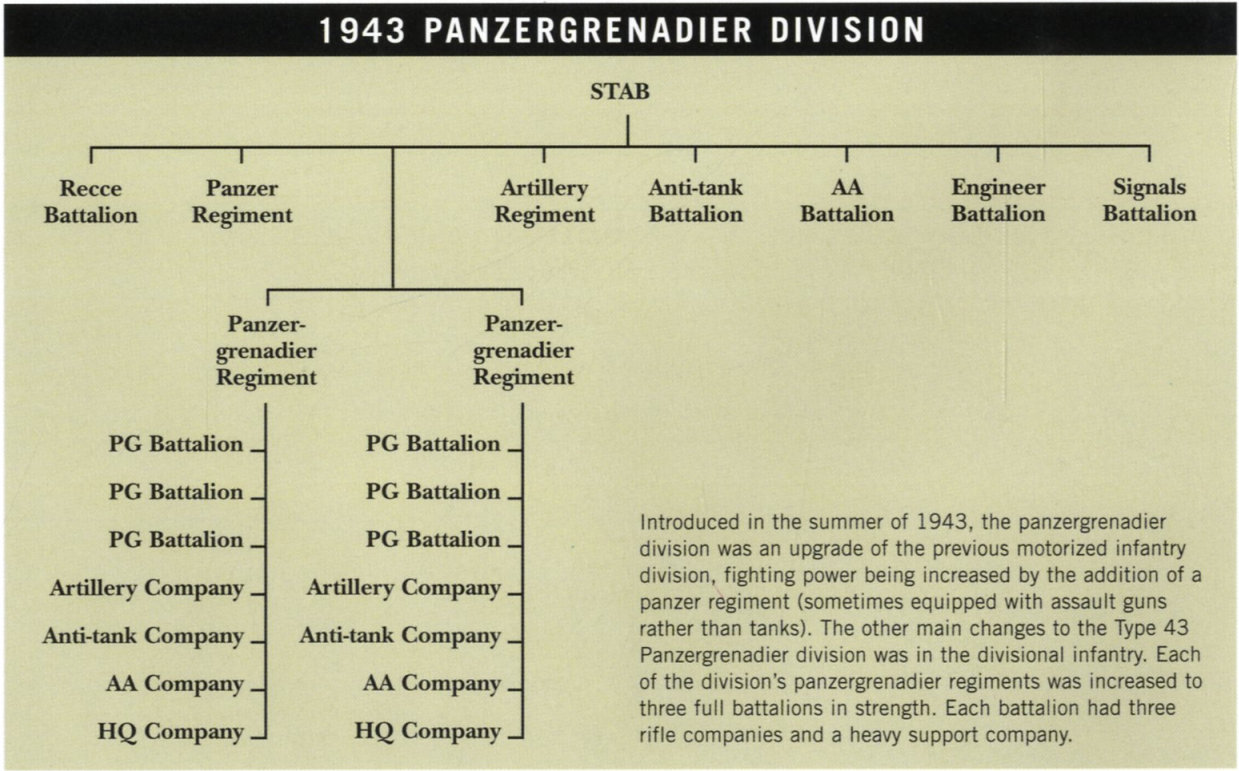 1943 PANZERGRENADIER DIVISION
STAB
Recce
Battalion
Panzer
Regiment
Artillery
Regiment
Anti-tank
Battalion
AA
Battalion
Engineer
Battalion
Signals
Battalion
Panzer-
grenadier
Regiment
PG Battalion
PG Battalion
PG Battalion
Artillery Company
Anti-tank Company
AA Company
HQ Company
Panzer-
grenadier
Regiment
PG Battalion
PG Battalion
PG Battalion
Artillery Company
Anti-tank Company
AA Company
HQ Company
Introduced in the summer of 1943, the panzergrenadier
division was an upgrade of the previous motorized infantry
division, fighting power being increased by the addition of a
panzer regiment (sometimes equipped with assault guns
rather than tanks). The other main changes to the Type 43
Panzergrenadier division was in the divisional infantry. Each
of the division's panzergrenadier regiments was increased to
three full battalions in strength. Each battalion had three
rifle companies and a heavy support company.